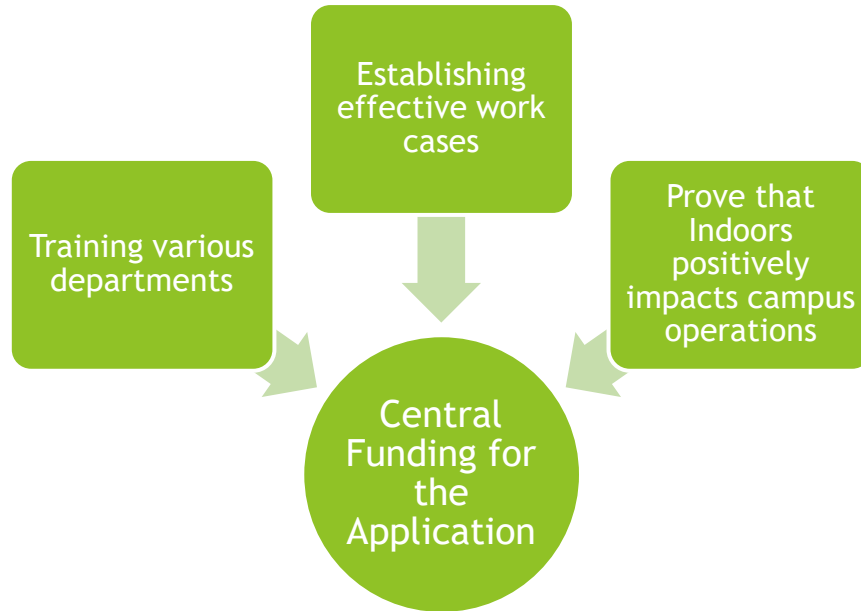 Establishing
effective work
cases
Training various
departments
Prove that
Indoors
positively
impacts campus
operations
Central
Funding for
the
Application